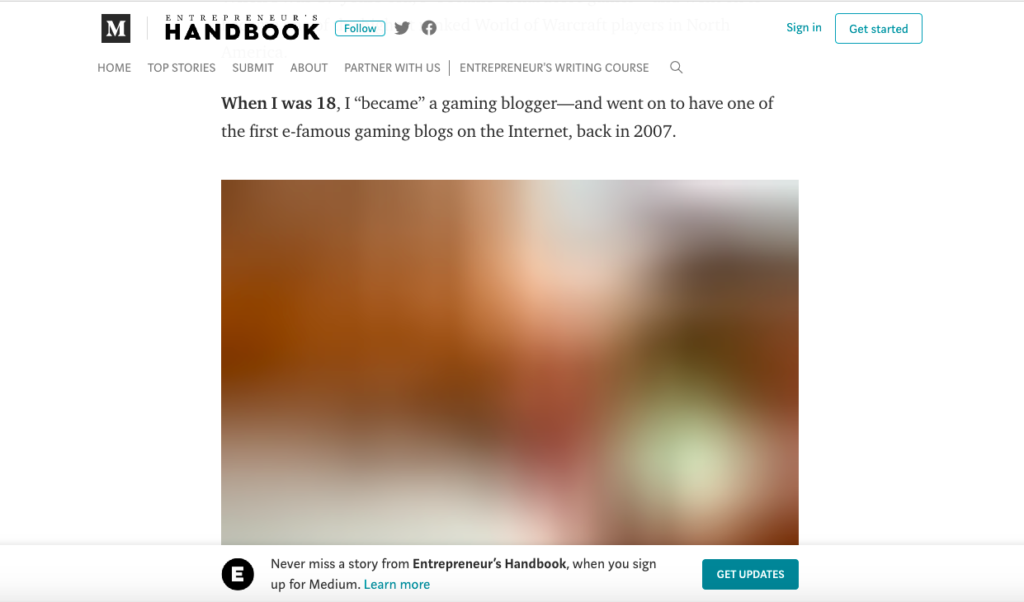 M
ENTREPRENEUR'S
HANDBOOK
Follow
Sign in
Get started
ked World of Warcraft players in North
America.
HOME TOP STORIES SUBMIT ABOUT PARTNER WITH US | ENTREPRENEUR'S WRITING COURSE
When I was 18, I “became” a gaming blogger—and went on to have one of
the first e-famous gaming blogs on the Internet, back in 2007.
E
Never miss a story from Entrepreneur’s Handbook, when you sign
up for Medium. Learn more
GET UPDATES